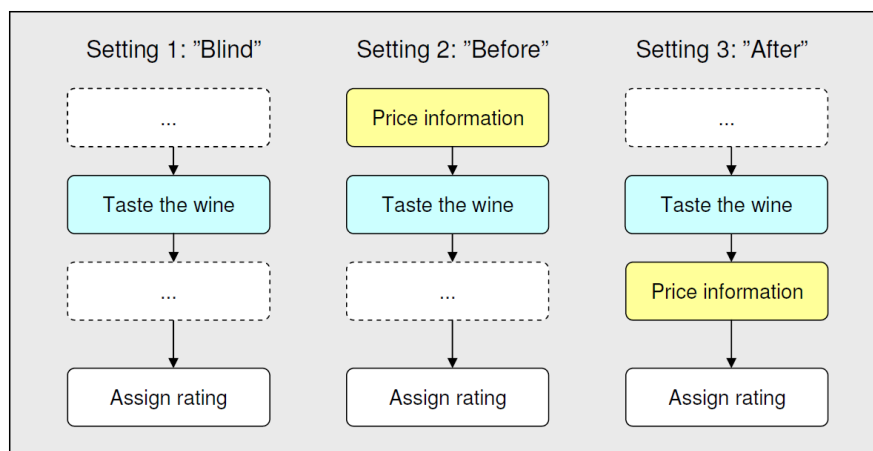 Setting 1: ”Blind”
Setting 2: ”Before”
Setting 3: ”After”
...
Price information
...
Taste the wine
Taste the wine
Taste the wine
...
...
Price information
Assign rating
Assign rating
Assign rating